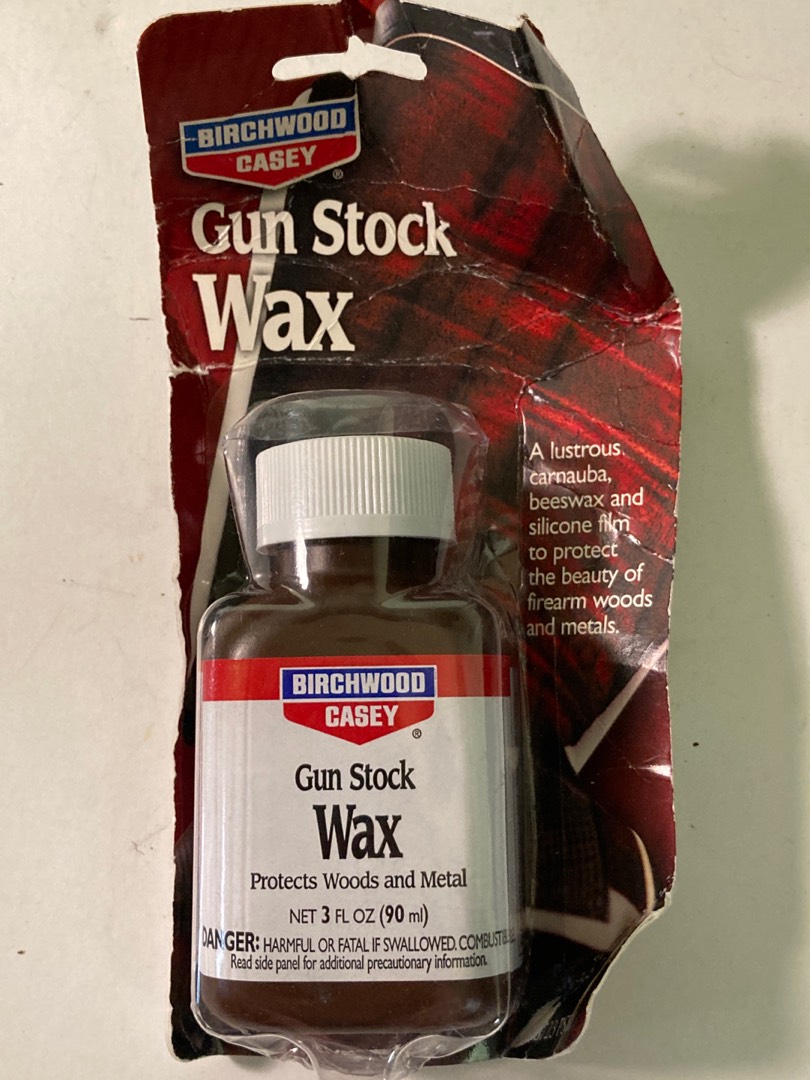 BIRCHWOOD
CASEY
®
Gun Stock
Wax
A lustrous
carnauba,
beeswax and
silicone film
to protect
the beauty of
firearm woods
and metals.
BIRCHWOOD
CASEY
®
Gun Stock
Wax
Protects Woods and Metal
NET 3 FL OZ (90 ml)
DANGER: HARMFUL OR FATAL IF SWALLOWED. COMBUSTIBLE.
Read side panel for additional precautionary information.